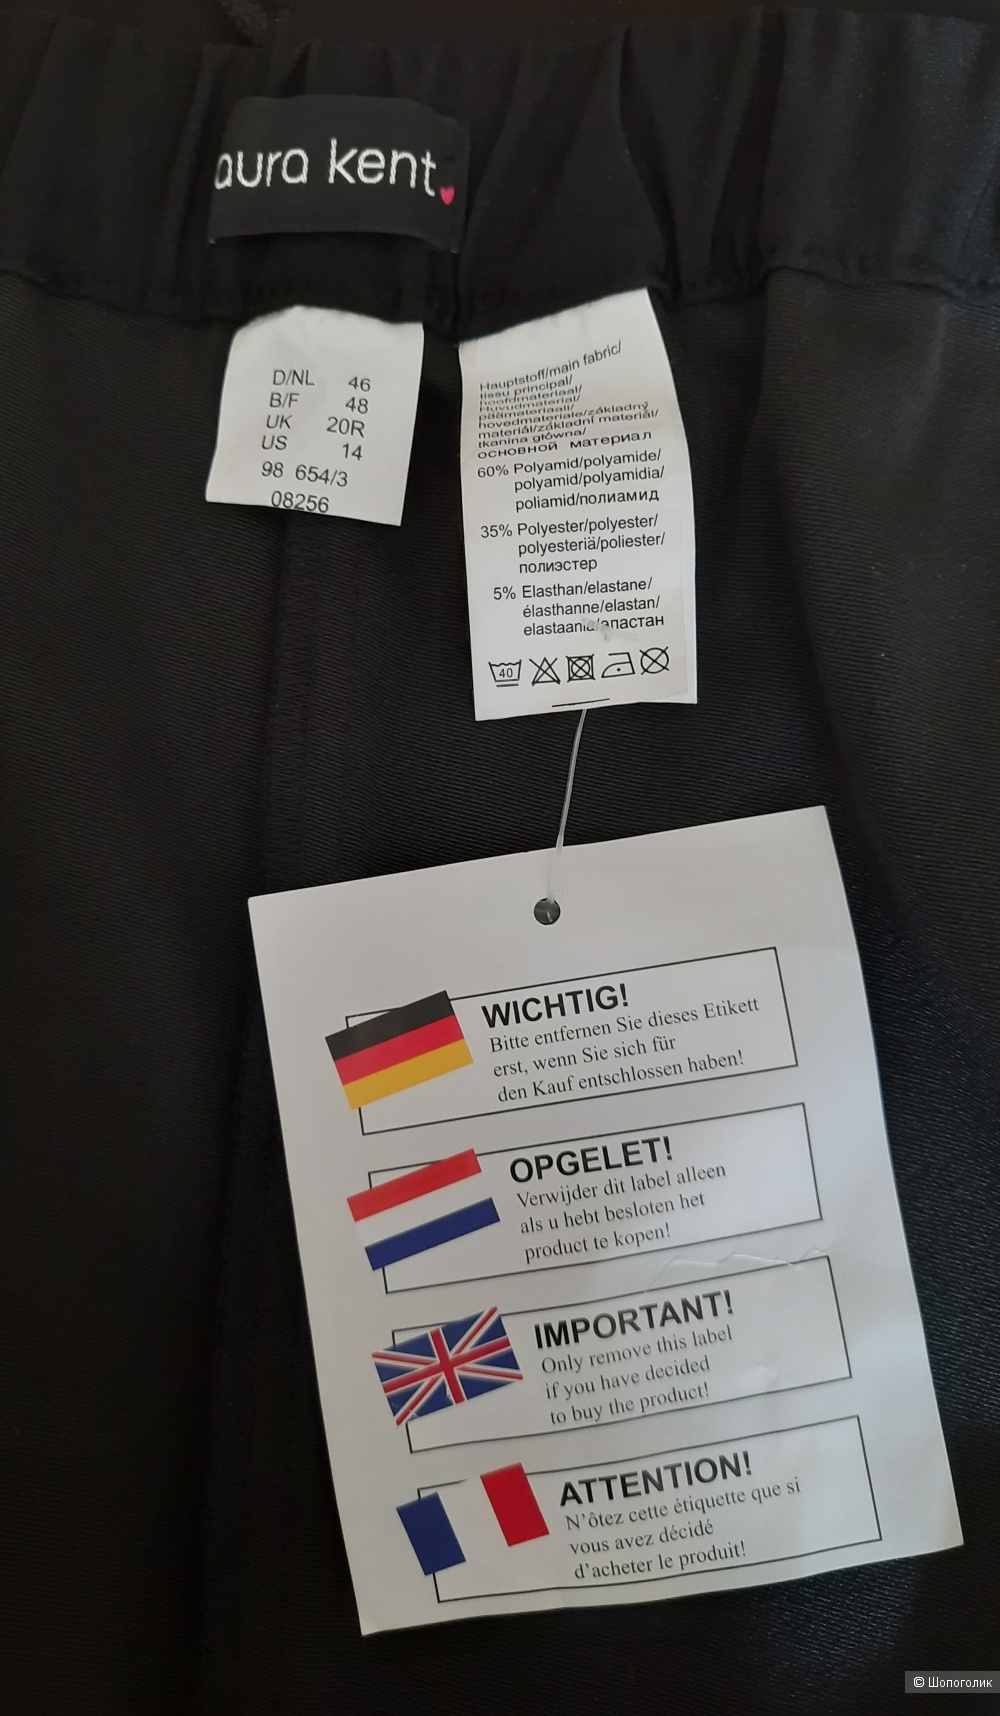 aura kent
D/NL 46
B/F 48
UK 20R
US 14
98 654/3
08256
Hauptstoff/main fabric/
tissu principal/
hoofdmateriaal/
Huvudmaterial/
päämateriaali/
hovedmateriale/základný
materiál/základní materiál/
tkanina główna/
основной материал
60% Polyamid/polyamide/
polyamid/polyamidia/
poliamid/полиамид
35% Polyester/polyester/
polyesteriä/poliester/
полиэстер
5% Elasthan/elastane/
élasthanne/elastan/
elastaania/эластан
40
WICHTIG!
Bitte entfernen Sie dieses Etikett
erst, wenn Sie sich für
den Kauf entschlossen haben!
OPGELET!
Verwijder dit label alleen
als u hebt besloten het
product te kopen!
IMPORTANT!
Only remove this label
if you have decided
to buy the product!
ATTENTION!
N'ôtez cette étiquette que si
vous avez décidé
d'acheter le produit!
© Шопоголик